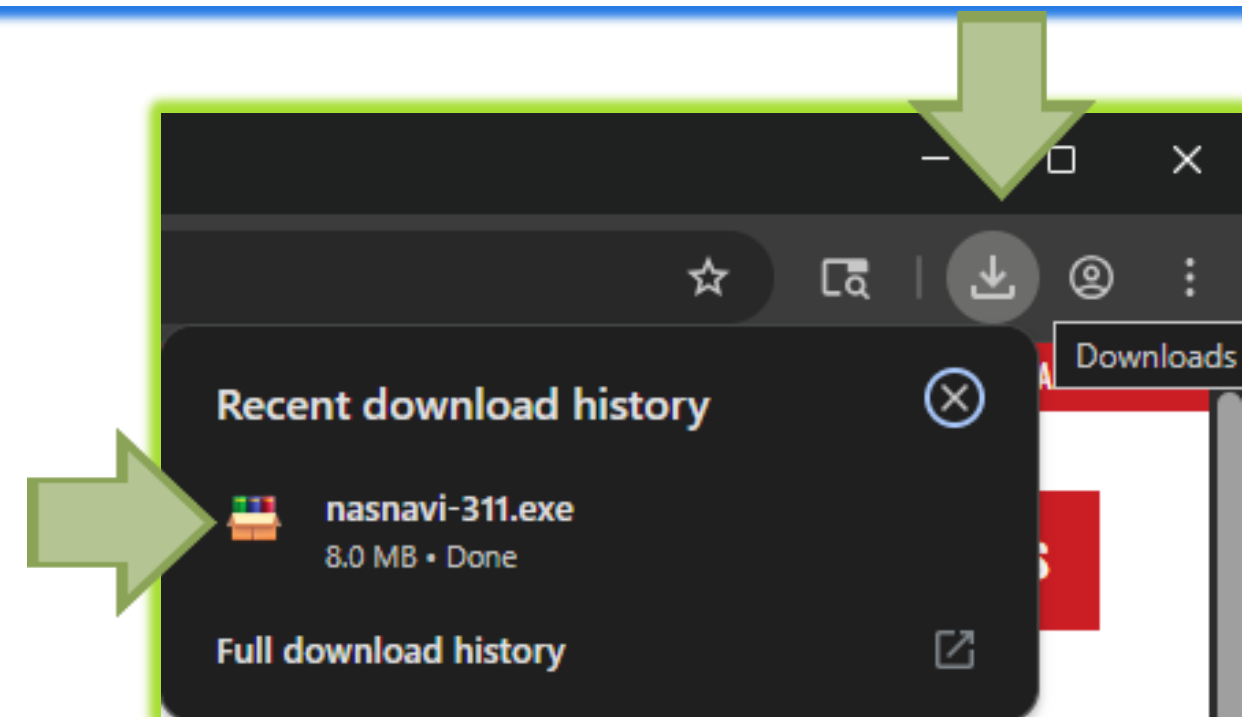 Downloads
A
Recent download history
nasnavi-311.exe
8.0 MB • Done
S
Full download history